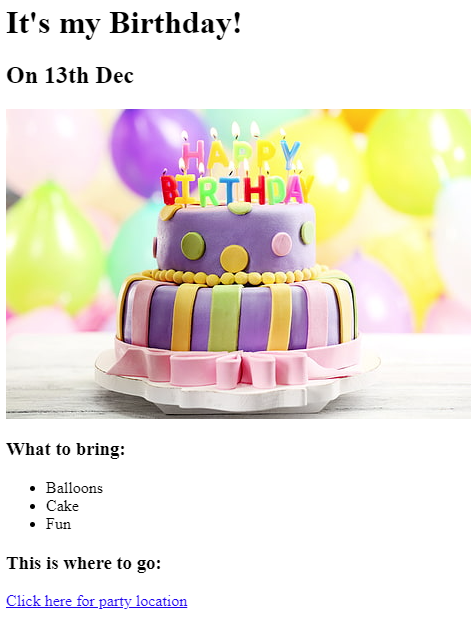 It's my Birthday!
On 13th Dec
HAPPY
BIRTHDAY
What to bring:
Balloons
Cake
Fun
This is where to go:
Click here for party location